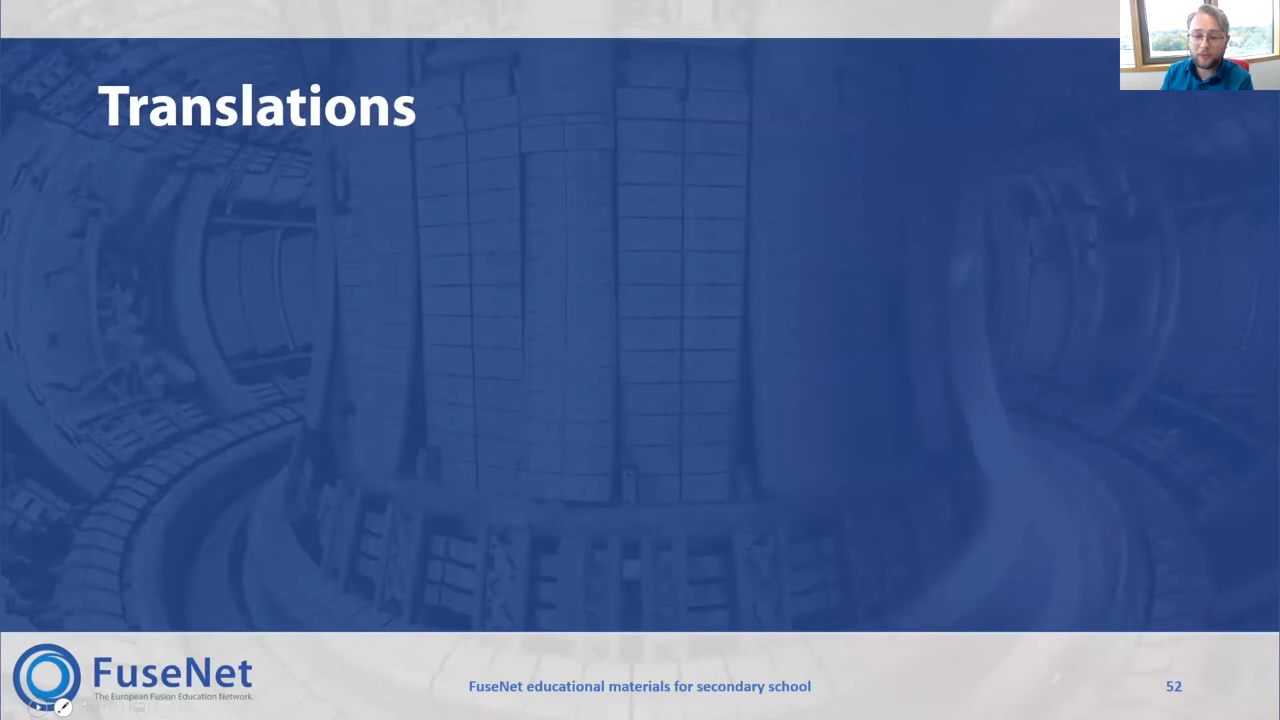 Translations
FuseNet
The European Fusion Education Network
FuseNet educational materials for secondary school
52